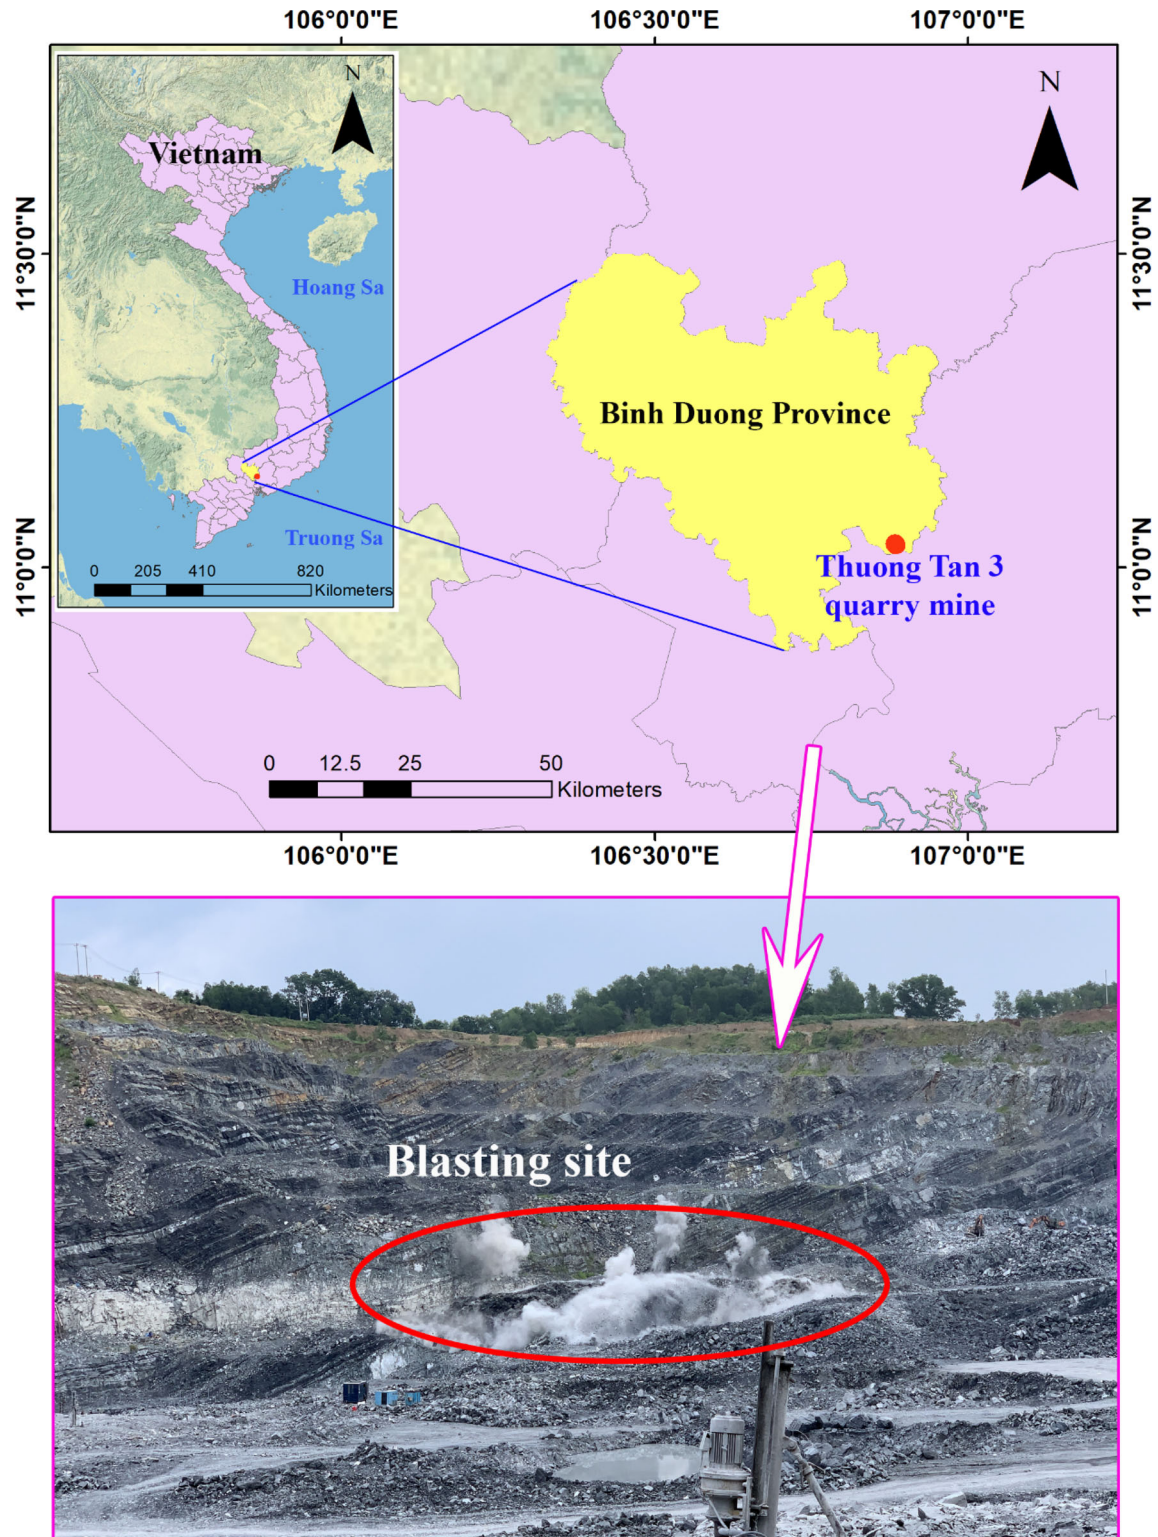 106°0'0"E
106°30'0"E
107°0'0"E
N
Vietnam
Hoang Sa
Truong Sa
0 205 410 820
Kilometers
N
11°30'0"N
11°30'0"N
Binh Duong Province
11°0'0"N
11°0'0"N
Thuong Tan 3
quarry mine
0 12.5 25 50
Kilometers
106°0'0"E
106°30'0"E
107°0'0"E
Blasting site